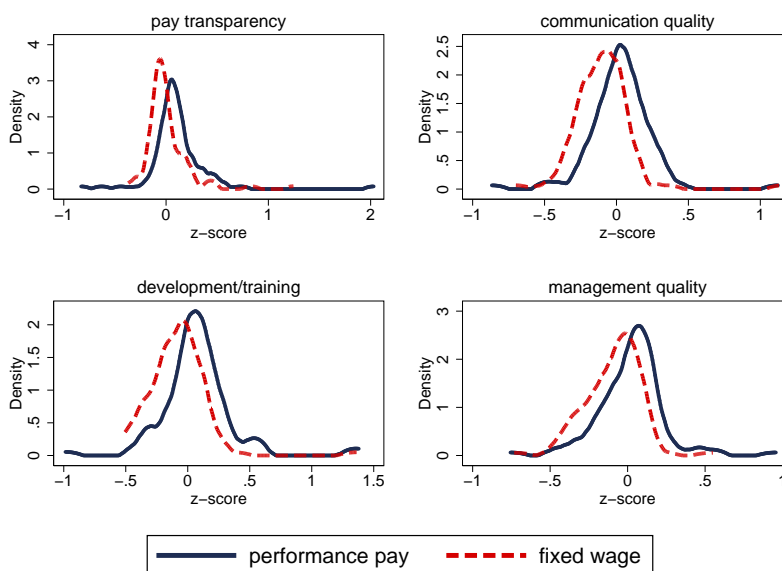 pay transparency
communication quality
Density
0
1
2
3
4
−1
0
1
2
z−score
Density
0
.5
1
1.5
2
2.5
−1
−.5
0
.5
1
z−score
development/training
management quality
Density
0
.5
1
1.5
2
−1
−.5
0
.5
1
1.5
z−score
Density
0
1
2
3
−1
−.5
0
.5
1
z−score
performance pay
fixed wage